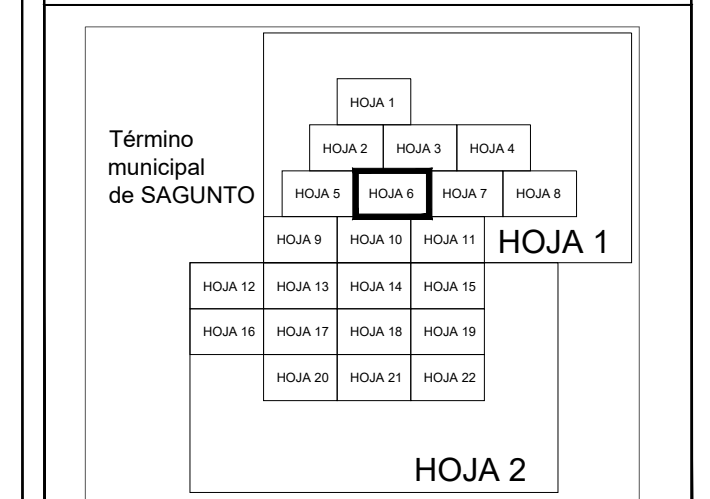 HOJA 1
Término
municipal
de SAGUNTO
HOJA 2 HOJA 3 HOJA 4
HOJA 5 HOJA 6 HOJA 7 HOJA 8
HOJA 9 HOJA 10 HOJA 11 HOJA 1
HOJA 12 HOJA 13 HOJA 14 HOJA 15
HOJA 16 HOJA 17 HOJA 18 HOJA 19
HOJA 20 HOJA 21 HOJA 22
HOJA 2